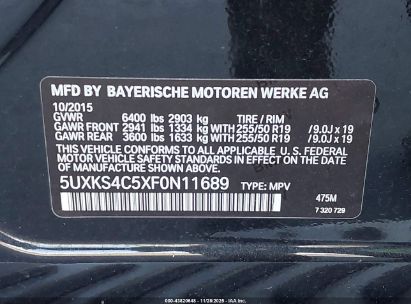 MFD BY BAYERISCHE MOTOREN WERKE AG
10/2015
GVWR 6400 lbs 2903 kg TIRE / RIM
GAWR FRONT 2941 lbs 1334 kg 255/50 R19 /9.0J x 19
GAWR REAR 3600 lbs 1633 kg 255/50 R19 /9.0J x 19
THIS VEHICLE CONFORMS TO ALL APPLICABLE
U.S. FEDERAL MOTOR VEHICLE SAFETY
STANDARDS IN EFFECT ON THE DATE
OF MANUFACTURE SHOWN ABOVE.
5UXKS4C5XF0N11689 TYPE: MPV
475M
7 320 729